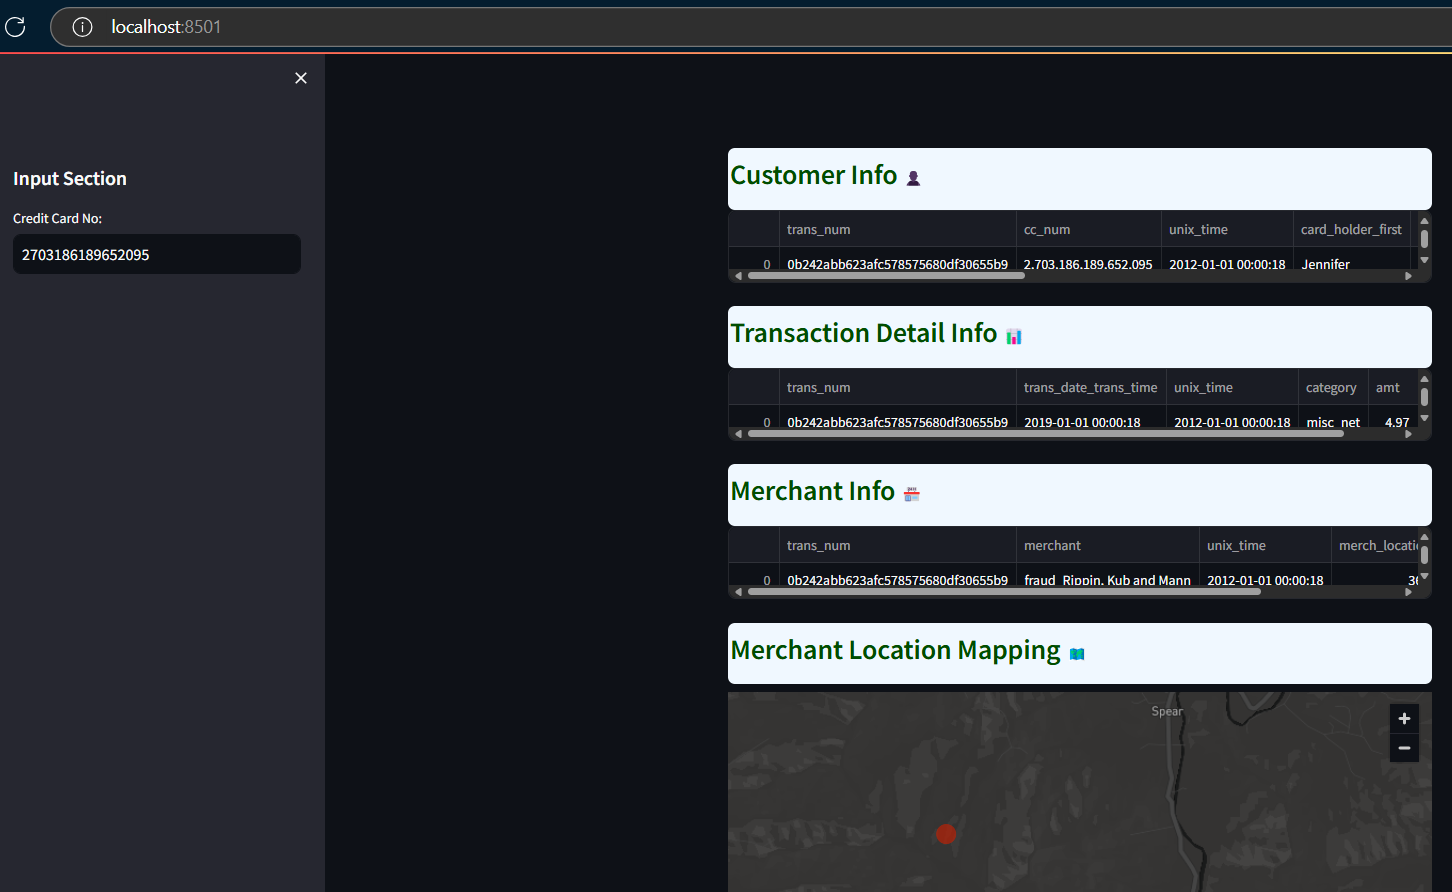 localhost:8501
Input Section
Credit Card No:
2703186189652095
Customer Info
trans_num cc_num unix_time card_holder_first
0 0b242abb623afc578575680df30655b9 2,703,186,189,652,095 2012-01-01 00:00:18 Jennifer
Transaction Detail Info
trans_num trans_date_trans_time unix_time category amt
0 0b242abb623afc578575680df30655b9 2019-01-01 00:00:18 2012-01-01 00:00:18 misc_net 4.97
Merchant Info
trans_num merchant unix_time merch_locati
0 0b242abb623afc578575680df30655b9 fraud_Rippin, Kub and Mann 2012-01-01 00:00:18 36
Merchant Location Mapping
Spear